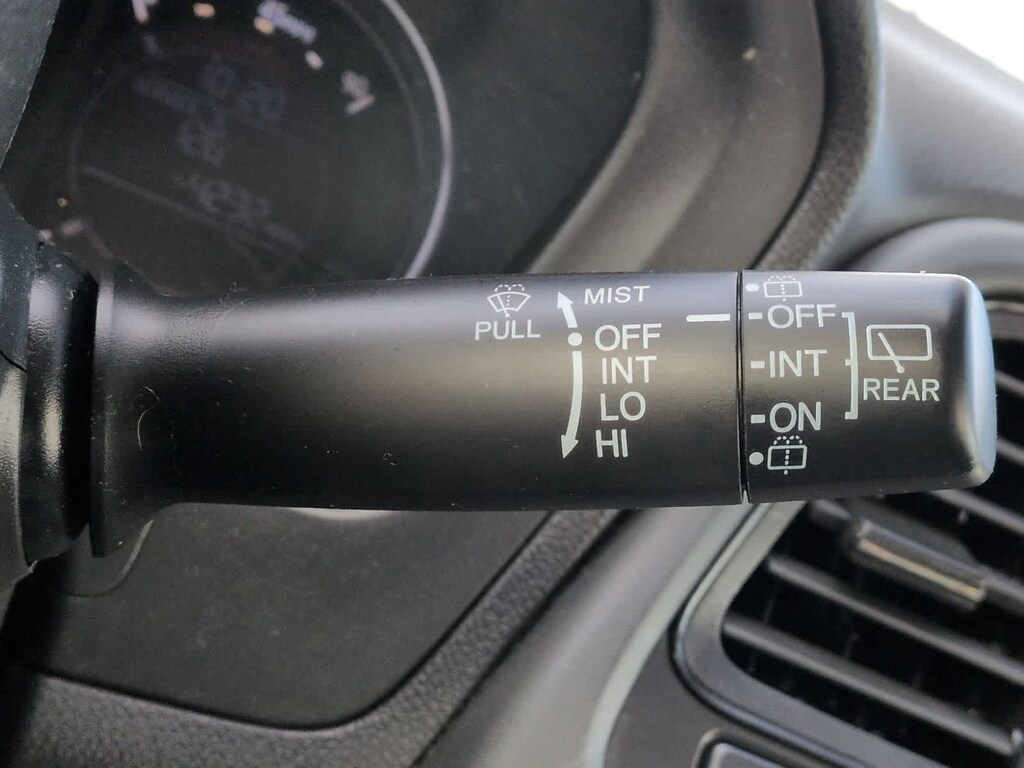 PULL
MIST
OFF
INT
LO
HI
OFF
INT
ON
REAR